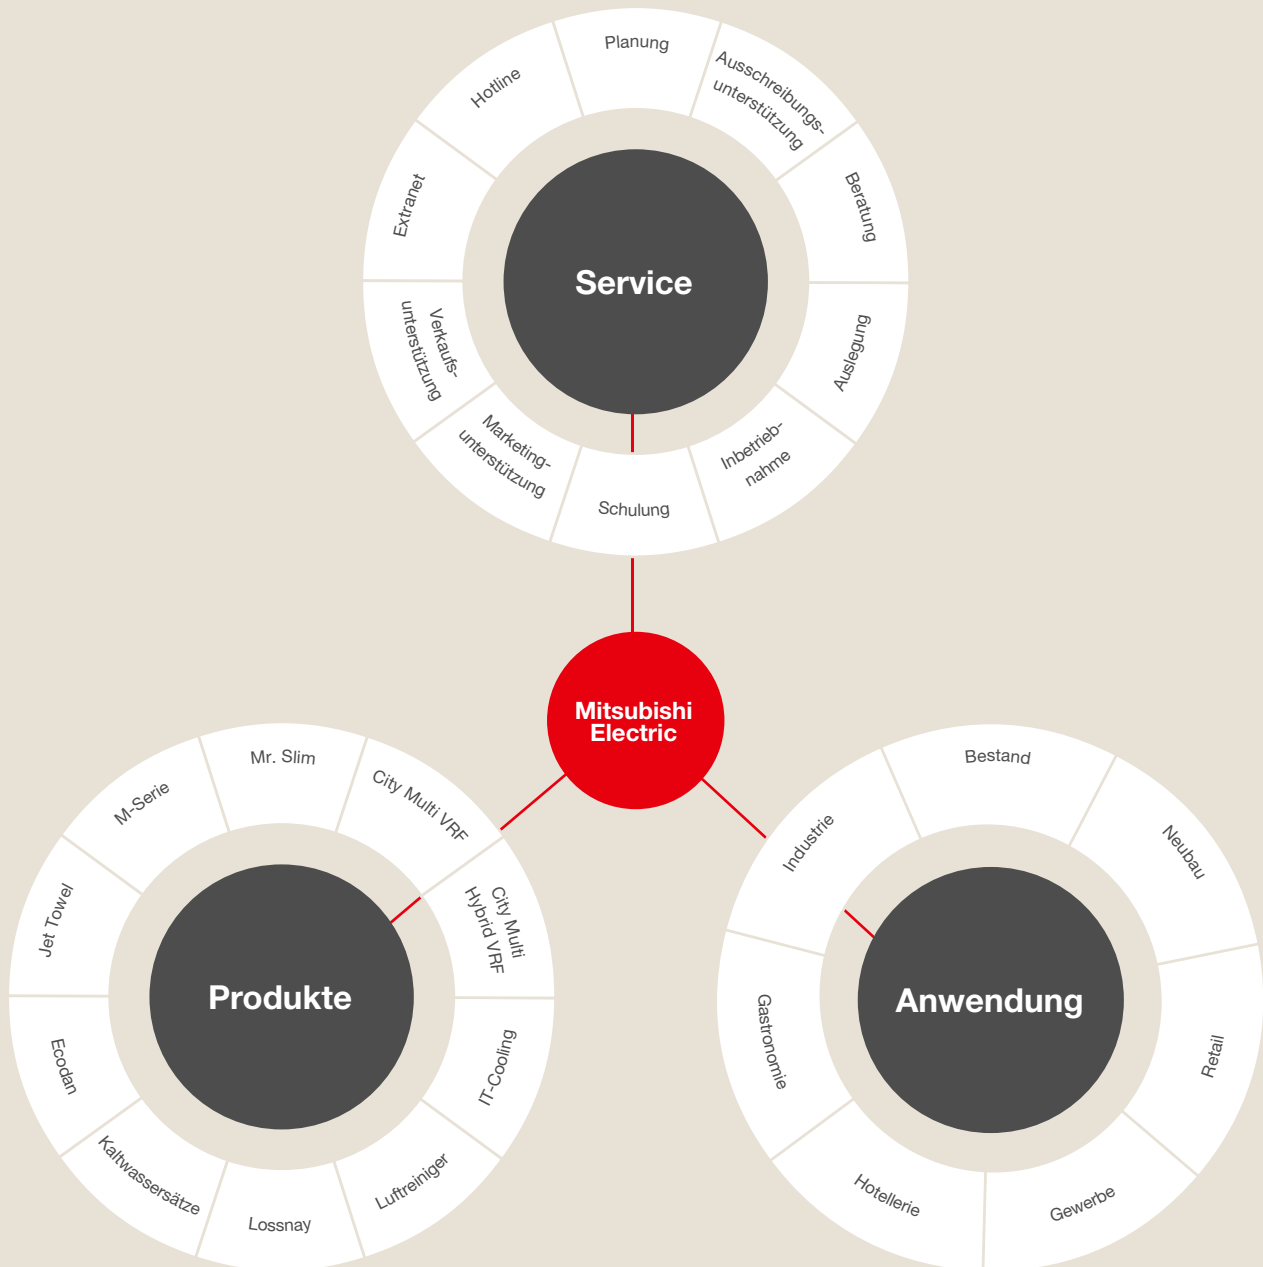 Planung
Ausschreibungs-
unterstützung
Beratung
Auslegung
Inbetrieb-
nahme
Schulung
Marketing-
unterstützung
Verkaufs-
unterstützung
Extranet
Hotline
Service
Mitsubishi
Electric
Mr. Slim
City Multi VRF
City Multi
Hybrid VRF
IT-Cooling
Luftreiniger
Lossnay
Kaltwassersätze
Ecodan
Jet Towel
M-Serie
Produkte
Bestand
Neubau
Retail
Gewerbe
Hotellerie
Gastronomie
Industrie
Anwendung